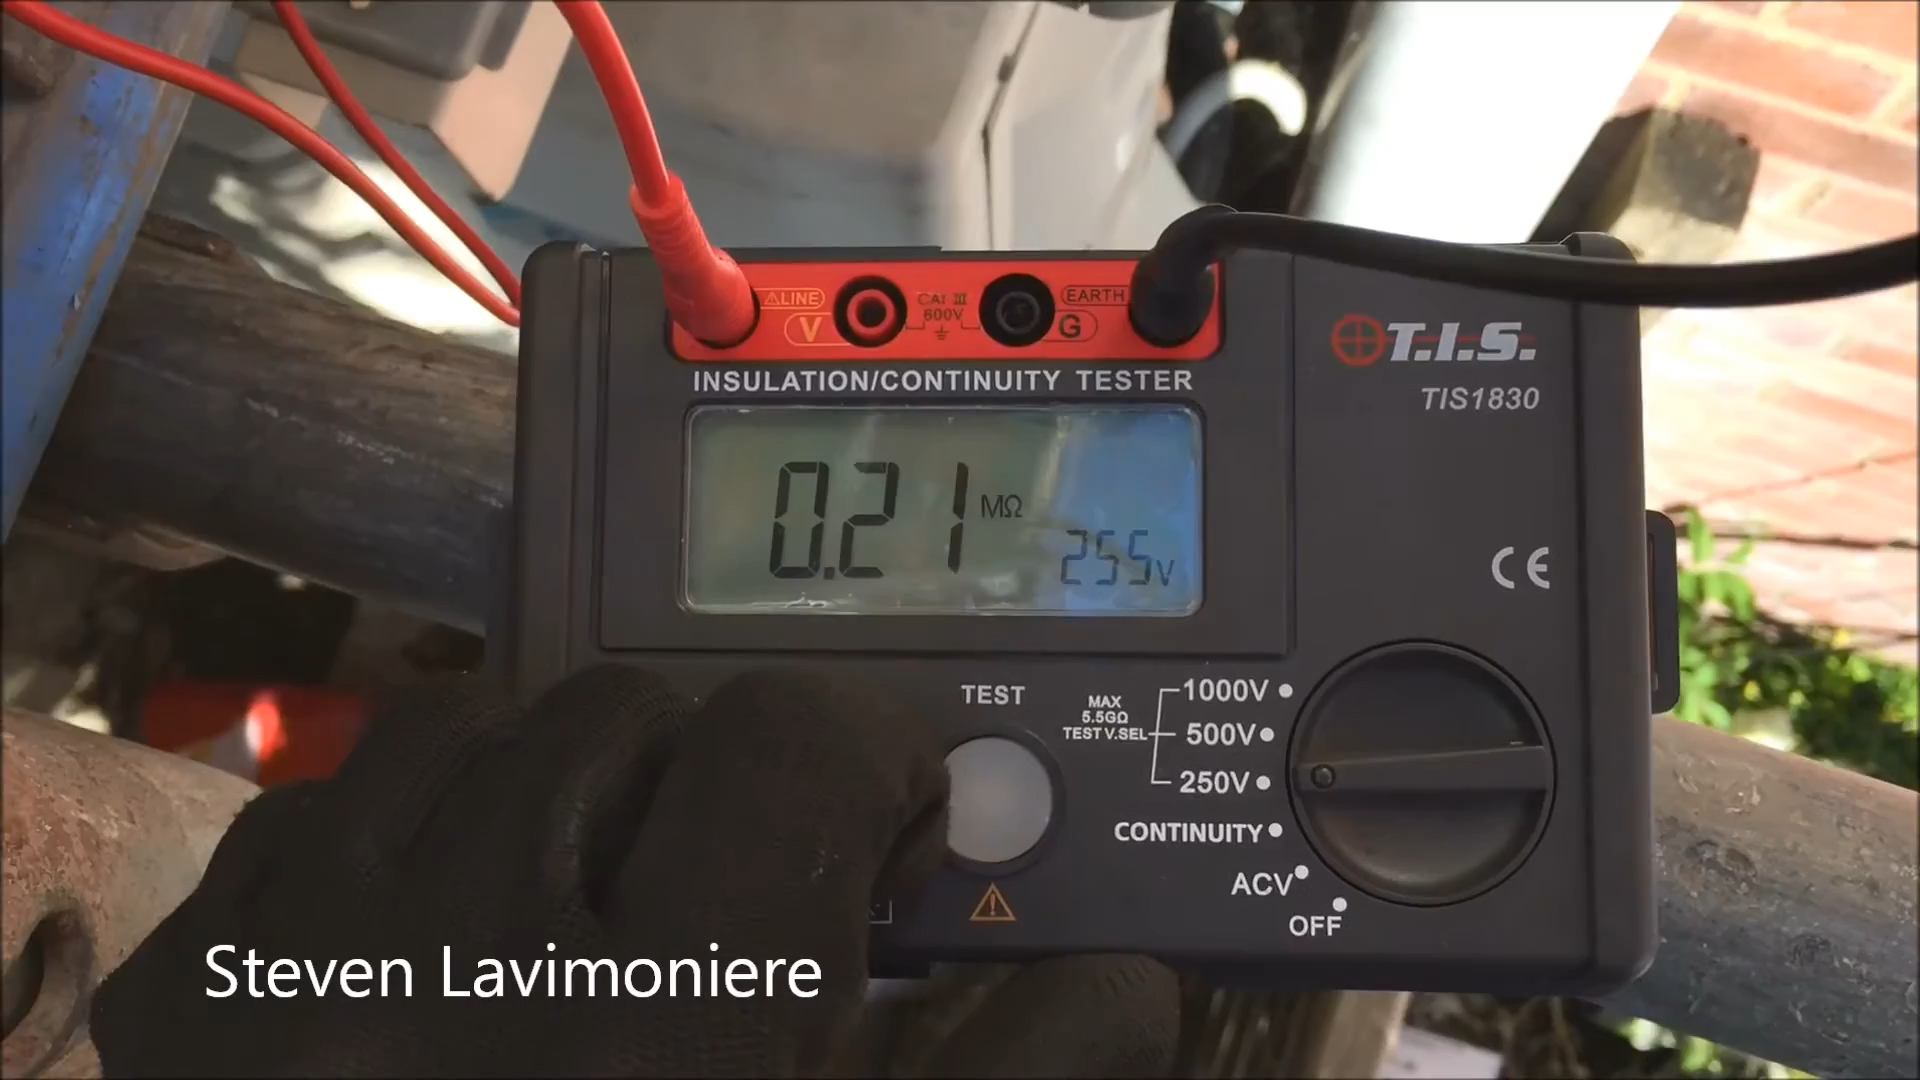 LINE
V
CAT III
600V
EARTH
G
T.I.S.
TIS1830
INSULATION/CONTINUITY TESTER
0.21 MΩ
255V
CE
TEST
MAX
5.5GΩ
TEST V.SEL
1000V
500V
250V
CONTINUITY
ACV
OFF
Steven Lavimoniere